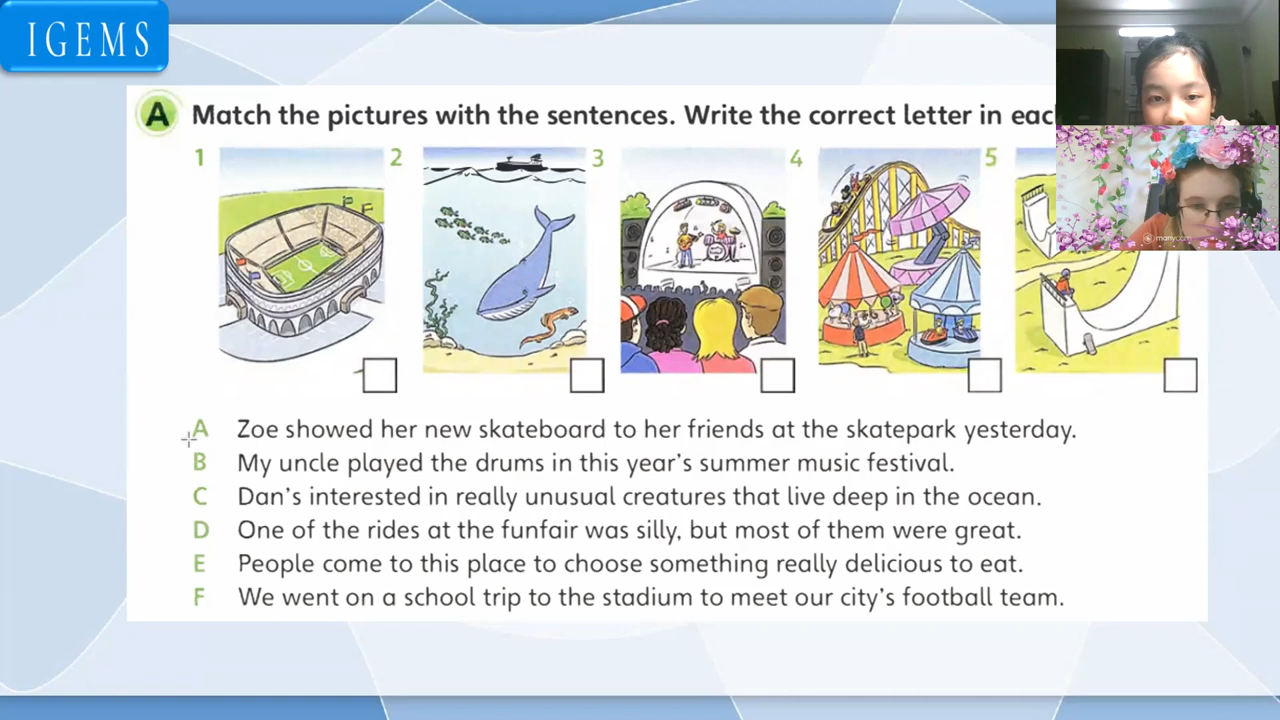 IGEMS
A Match the pictures with the sentences. Write the correct letter in eac
1 2 3 4 5
A Zoe showed her new skateboard to her friends at the skatepark yesterday.
B My uncle played the drums in this year's summer music festival.
C Dan's interested in really unusual creatures that live deep in the ocean.
D One of the rides at the funfair was silly, but most of them were great.
E People come to this place to choose something really delicious to eat.
F We went on a school trip to the stadium to meet our city's football team.